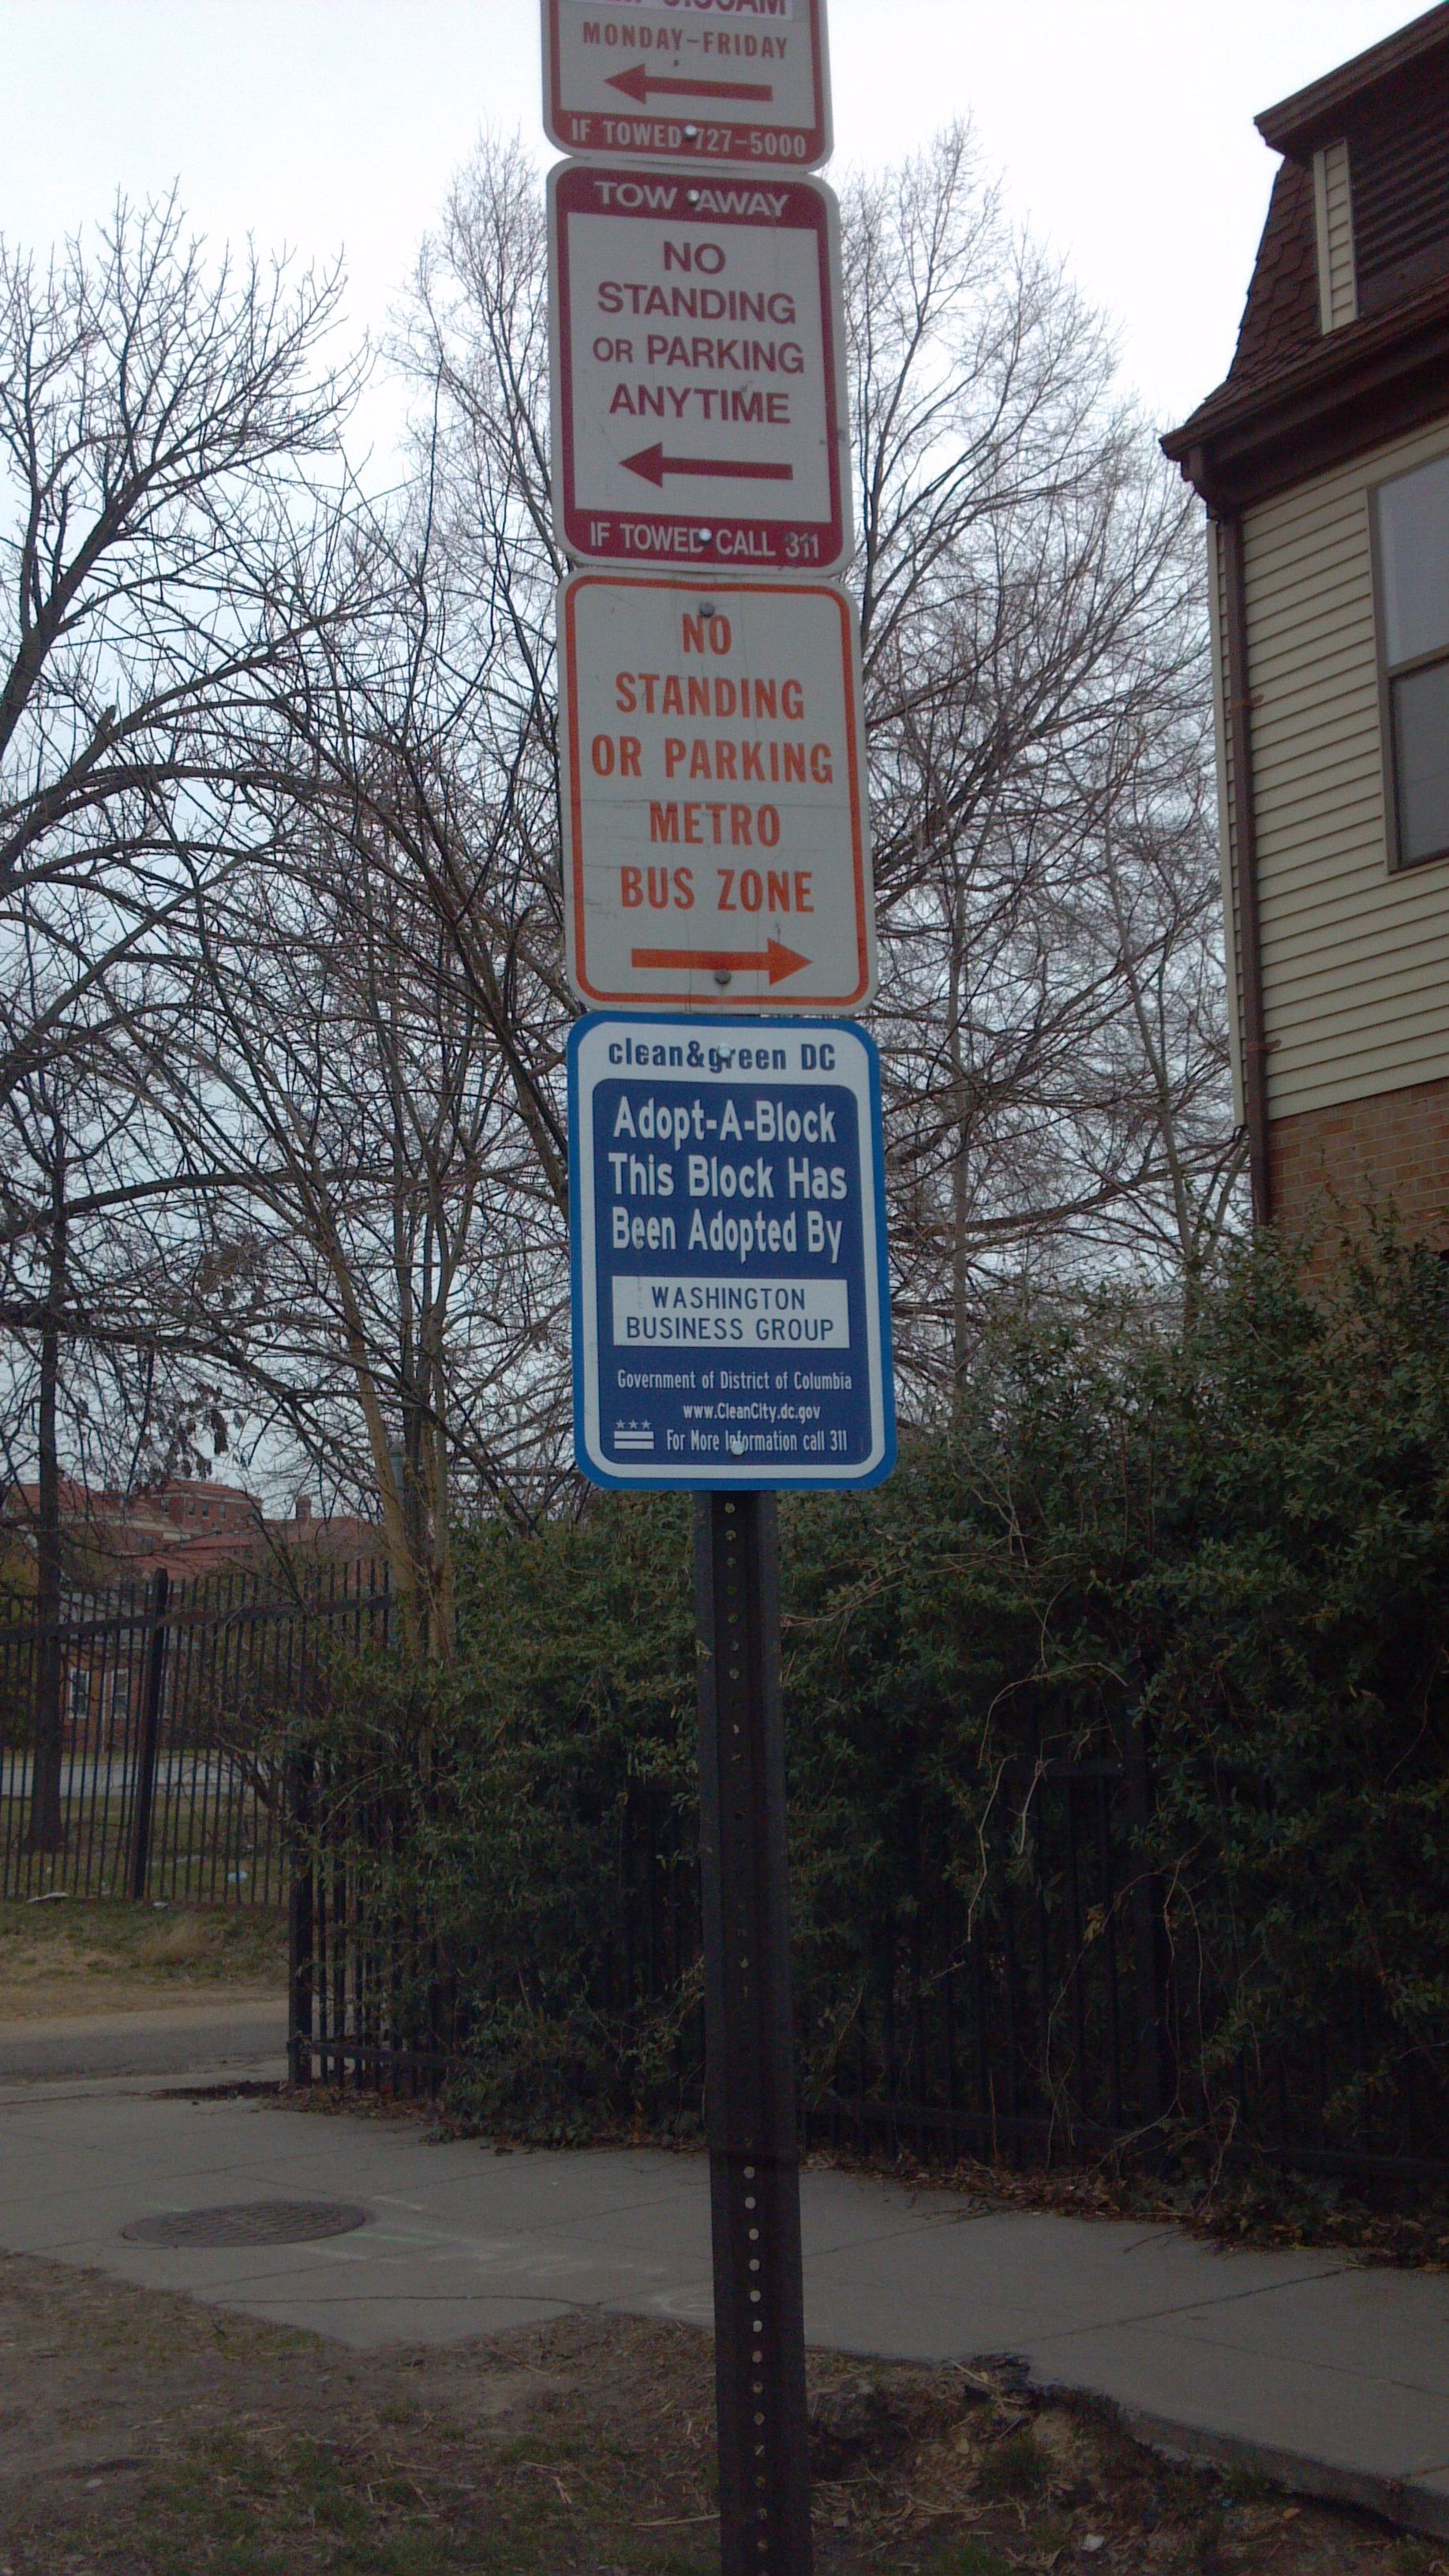 MONDAY-FRIDAY
IF TOWED 727-5000
TOW AWAY
NO
STANDING
OR PARKING
ANYTIME
IF TOWED CALL 311
NO
STANDING
OR PARKING
METRO
BUS ZONE
clean&green DC
Adopt-A-Block
This Block Has
Been Adopted By
WASHINGTON
BUSINESS GROUP
Government of District of Columbia
www.CleanCity.dc.gov
For More Information call 311